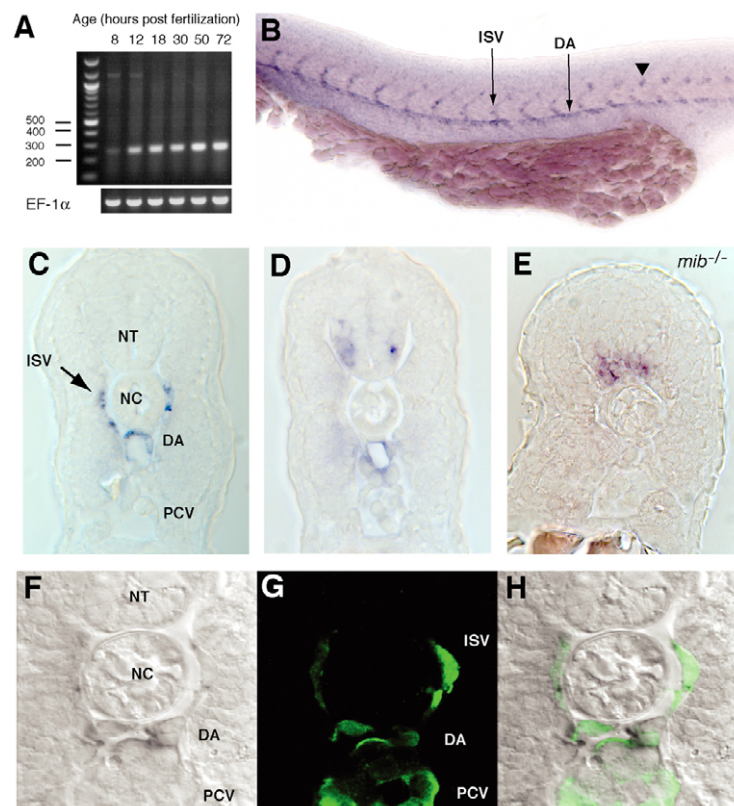 A
Age (hours post fertilization)
8 12 18 30 50 72
500
400
300
200
EF-1α
B
ISV
DA
C
NT
ISV
NC
DA
PCV
D
E
mib-/-
F
NT
NC
DA
PCV
G
ISV
DA
PCV
H